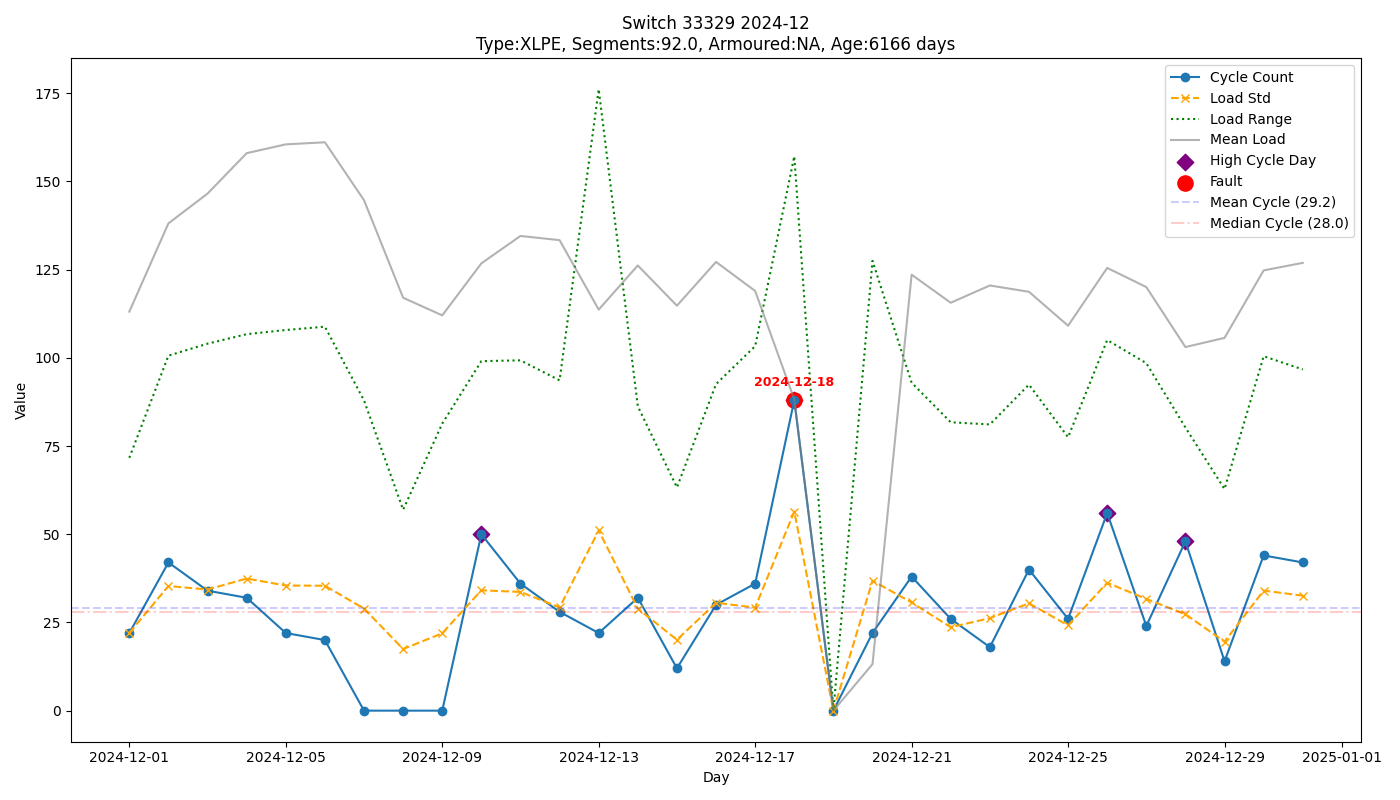 Switch 33329 2024-12
Type:XLPE, Segments:92.0, Armoured:NA, Age:6166 days
Cycle Count
Load Std
Load Range
Mean Load
High Cycle Day
Fault
Mean Cycle (29.2)
Median Cycle (28.0)
175
150
125
100
75
50
25
0
Value
2024-12-18
2024-12-01
2024-12-05
2024-12-09
2024-12-13
2024-12-17
2024-12-21
2024-12-25
2024-12-29
2025-01-01
Day